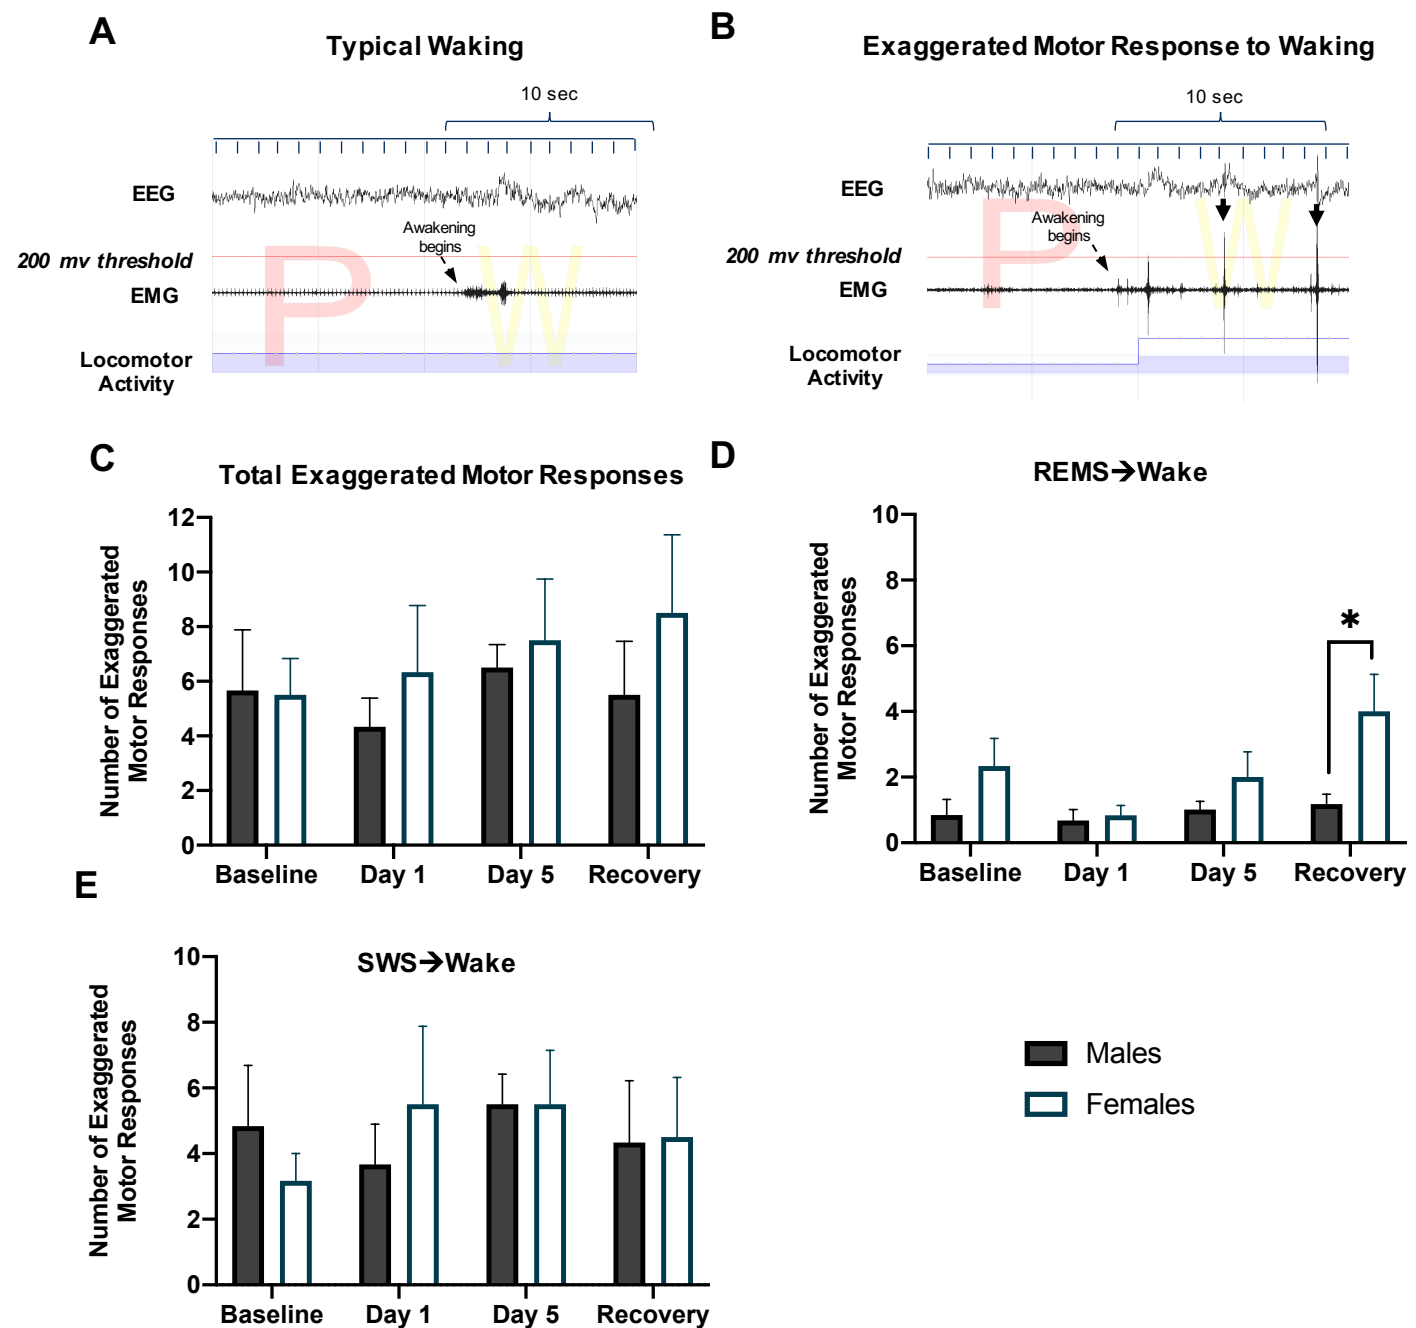 A
Typical Waking
10 sec
EEG
Awakening
begins
200 mv threshold
EMG
P
W
Locomotor
Activity
B
Exaggerated Motor Response to Waking
10 sec
EEG
Awakening
begins
200 mv threshold
EMG
P
W
Locomotor
Activity
C
Total Exaggerated Motor Responses
Number of Exaggerated
Motor Responses
12
10
8
6
4
2
0
Baseline
Day 1
Day 5
Recovery
D
REMS➔Wake
Number of Exaggerated
Motor Responses
10
8
6
4
2
0
*
Baseline
Day 1
Day 5
Recovery
E
SWS➔Wake
Number of Exaggerated
Motor Responses
10
8
6
4
2
0
Baseline
Day 1
Day 5
Recovery
Males
Females